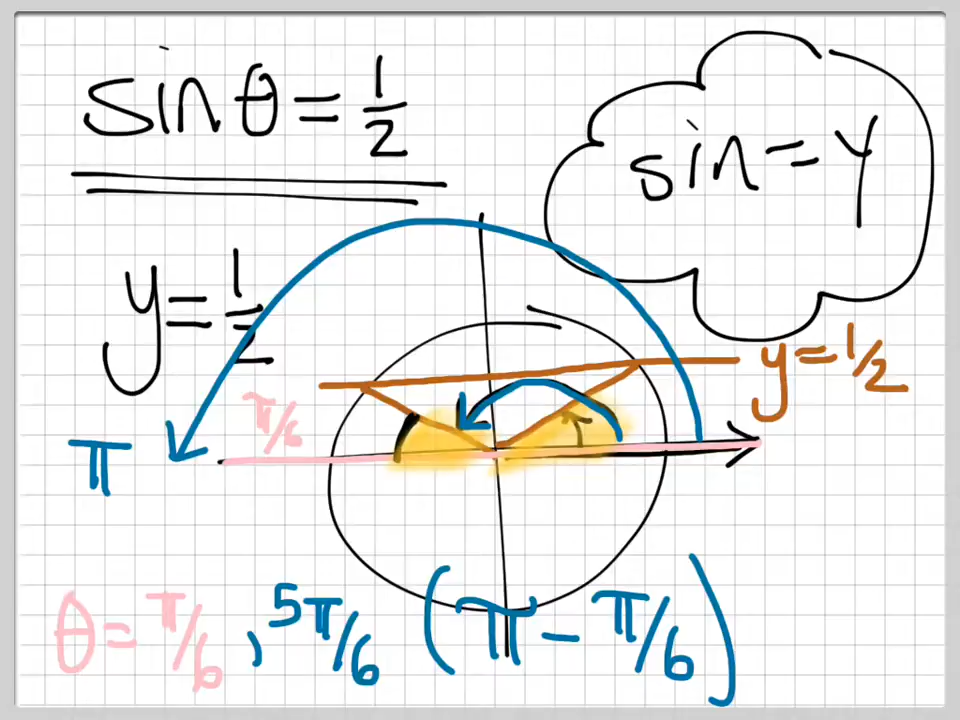 sin θ = 1/2
sin = y
y = 1/2
y = 1/2
π/6
π
θ = π/6 , 5π/6 (π - π/6)